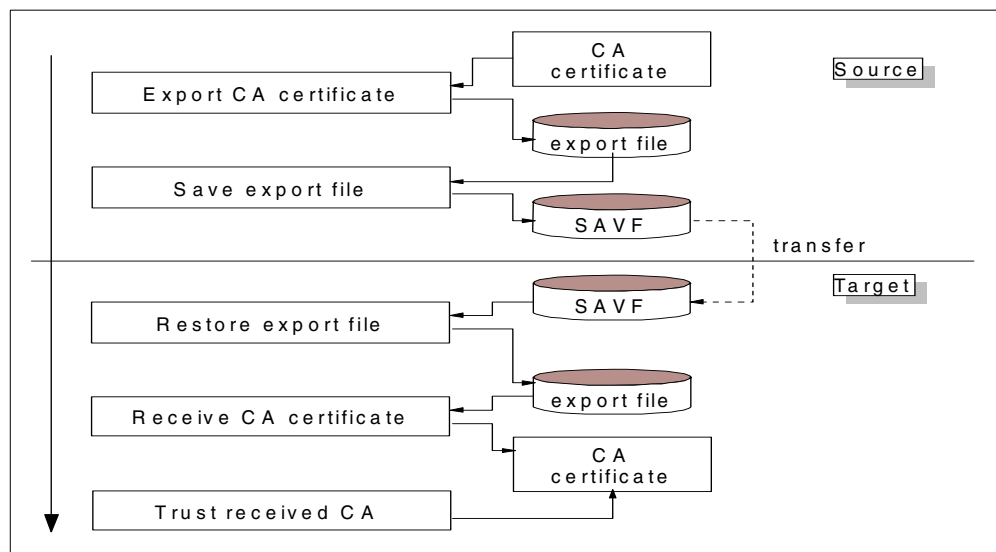 CA
certificate
Source
Export CA certificate
export file
Save export file
SAVF
transfer
Target
SAVF
Restore export file
export file
Receive CA certificate
CA
certificate
Trust received CA